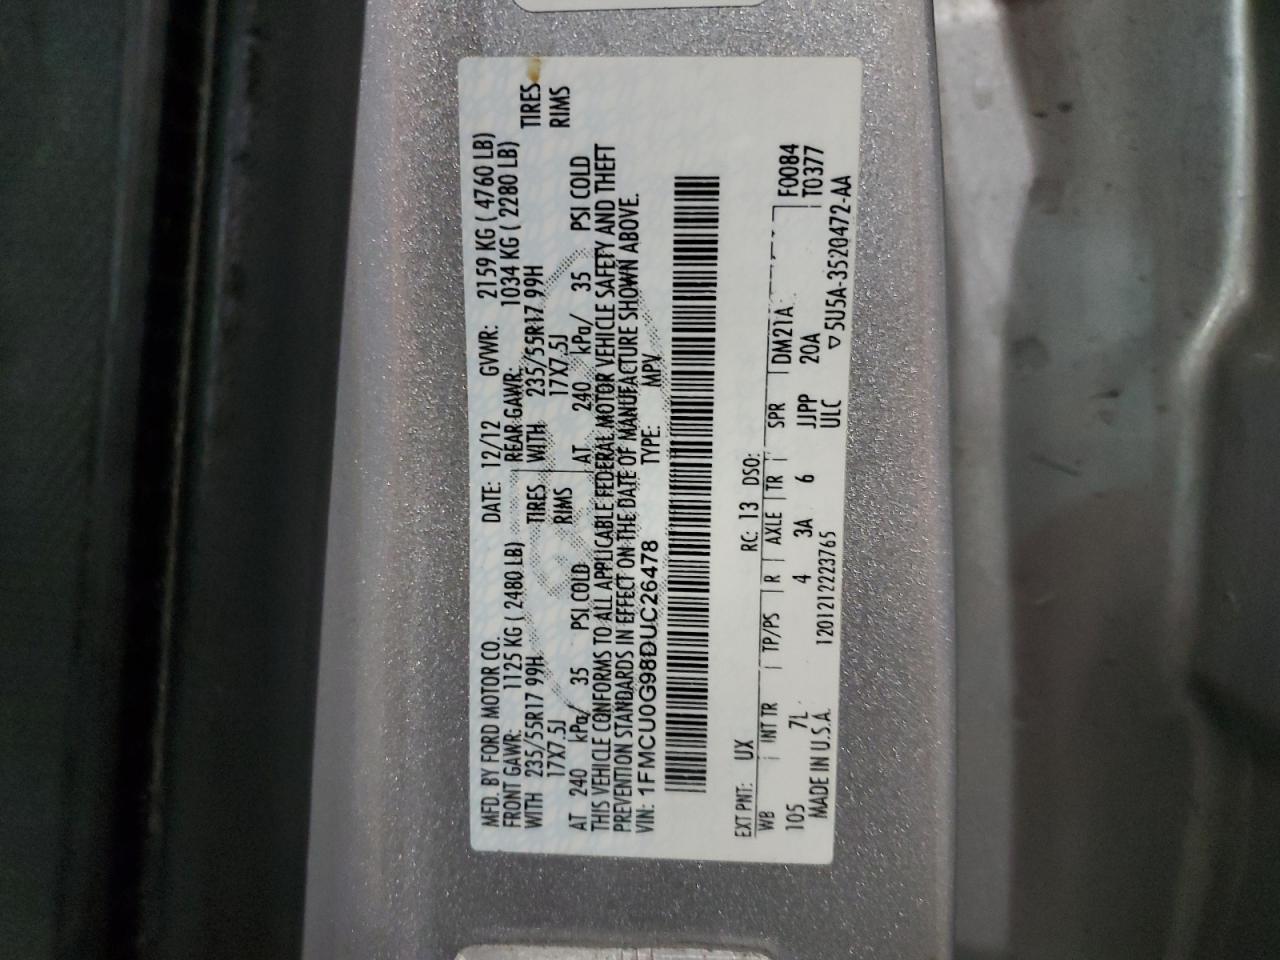 MFD. BY FORD MOTOR CO. DATE: 12/12 GVWR: 2159 KG ( 4760 LB)
FRONT GAWR: 1125 KG ( 2480 LB) REAR GAWR: 1034 KG ( 2280 LB)
WITH 235/55R17 99H TIRES WITH 235/55R17 99H TIRES
17X7.5J RIMS 17X7.5J RIMS
AT 240 kPa/ 35 PSI COLD AT 240 kPa/ 35 PSI COLD
THIS VEHICLE CONFORMS TO ALL APPLICABLE FEDERAL MOTOR VEHICLE SAFETY AND THEFT
PREVENTION STANDARDS IN EFFECT ON THE DATE OF MANUFACTURE SHOWN ABOVE.
VIN: 1FMCU0G98DUC26478 TYPE: MPV
EXT PNT: UX RC: 13 DSO:
WB INT TR TP/PS R AXLE TR SPR DM21A F0084
105 7L 4 3A 6 JJPP 20A T0377
MADE IN U.S.A. 1201212223765 ULC ▽5U5A-3520472-AA